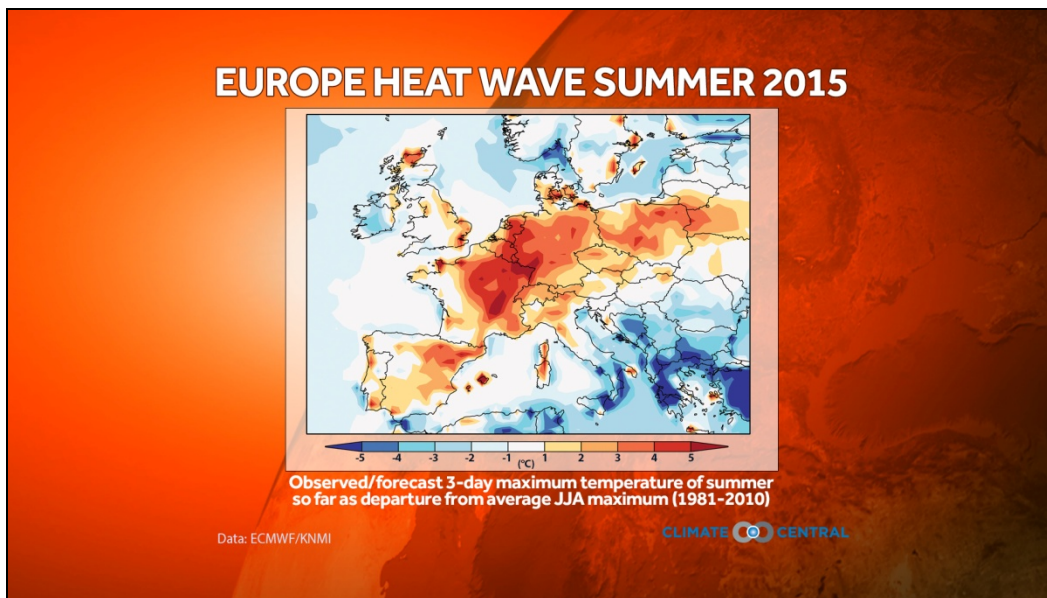 EUROPE HEAT WAVE SUMMER 2015
-5 -4 -3 -2 -1 1 2 3 4 5
(°C)
Observed/forecast 3-day maximum temperature of summer
so far as departure from average JJA maximum (1981-2010)
Data: ECMWF/KNMI
CLIMATE CENTRAL